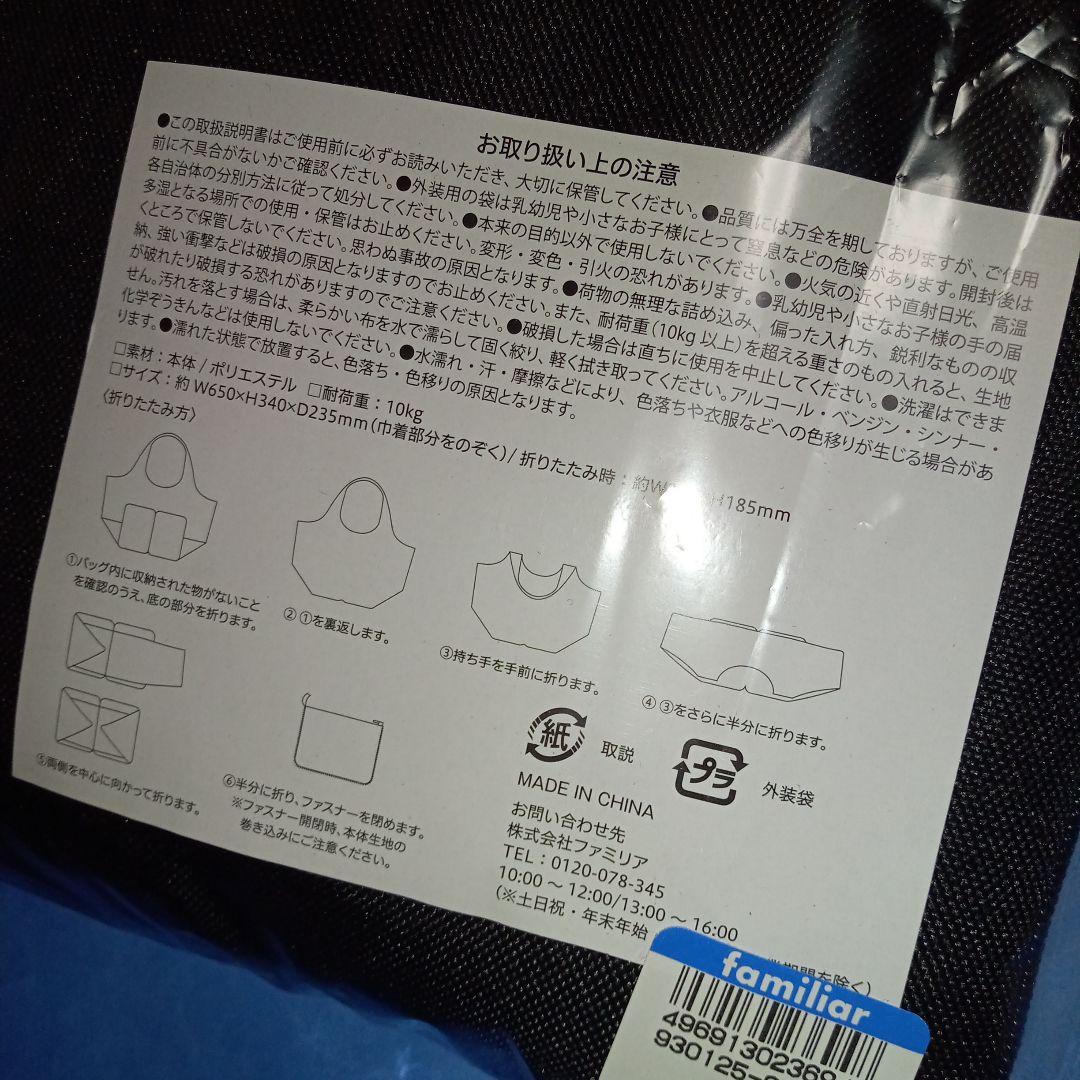 お取り扱い上の注意
●この取扱説明書はご使用前に必ずお読みいただき、大切に保管してください。●品質には万全を期しておりますが、ご使用
前に不具合がないかご確認ください。●外装用の袋は乳幼児や小さなお子様にとって窒息などの危険があります。開封後は
各自治体の分別方法に従って処分してください。●本来の目的以外で使用しないでください。●火気の近くや直射日光、高温
多湿となる場所での使用・保管はお止めください。変形・変色・引火の恐れがあります。●乳幼児や小さなお子様の手の届
くところで保管しないでください。思わぬ事故の原因となります。●荷物の無理な詰め込み、偏った入れ方、鋭利なものの収
納、強い衝撃などは破損の原因となりますのでお止めください。また、耐荷重(10kg以上)を超える重さのもの入れると、生地
が破れたり破損する恐れがありますのでご注意ください。●破損した場合は直ちに使用を中止してください。●洗濯はできま
せん。汚れを落とす場合は、柔らかい布を水で濡らして固く絞り、軽く拭き取ってください。アルコール・ベンジン・シンナー・
化学ぞうきんなどは使用しないでください。●水濡れ・汗・摩擦などにより、色落ちや衣服などへの色移りが生じる場合があ
ります。●濡れた状態で放置すると、色落ち・色移りの原因となります。
□素材:本体/ポリエステル □耐荷重:10kg
□サイズ:約W650×H340×D235mm(巾着部分をのぞく)/折りたたみ時:約 H185mm
〈折りたたみ方〉
①バッグ内に収納された物がないこと
を確認のうえ、底の部分を折ります。
②①を裏返します。
③持ち手を手前に折ります。
④③をさらに半分に折ります。
⑤両側を中心に向かって折ります。
⑥半分に折り、ファスナーを閉めます。
※ファスナー開閉時、本体生地の
巻き込みにご注意ください。
紙 取説
プラ 外装袋
MADE IN CHINA
お問い合わせ先
株式会社ファミリア
TEL:0120-078-345
10:00～12:00/13:00～16:00
(※土日祝・年末年始 期間を除く)
familiar
49691302369
930125-